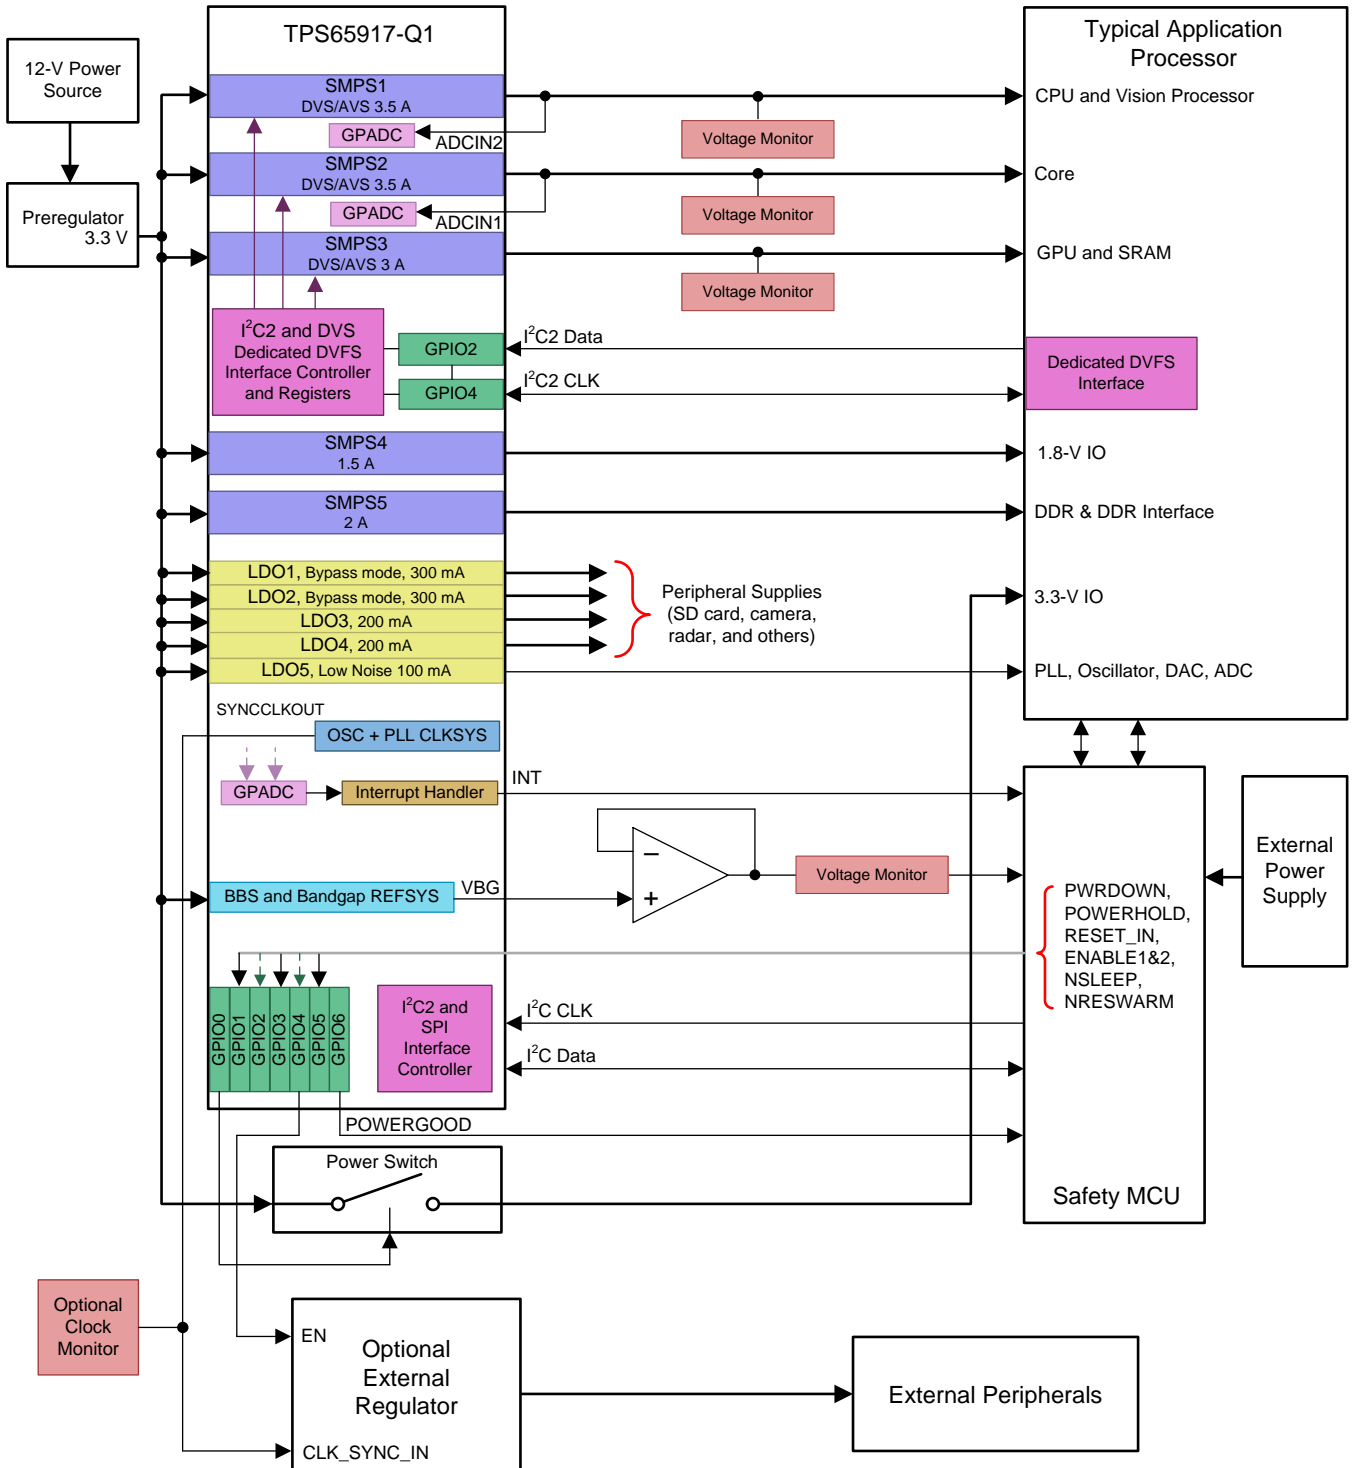 TPS65917-Q1
Typical Application
Processor
12-V Power
Source
Preregulator
3.3 V
SMPS1
DVS/AVS 3.5 A
CPU and Vision Processor
GPADC
ADCIN2
Voltage Monitor
SMPS2
DVS/AVS 3.5 A
Core
GPADC
ADCIN1
Voltage Monitor
SMPS3
DVS/AVS 3 A
GPU and SRAM
Voltage Monitor
I²C2 and DVS
Dedicated DVFS
Interface Controller
and Registers
GPIO2
GPIO4
I²C2 Data
I²C2 CLK
Dedicated DVFS
Interface
SMPS4
1.5 A
1.8-V IO
SMPS5
2 A
DDR & DDR Interface
LDO1, Bypass mode, 300 mA
LDO2, Bypass mode, 300 mA
LDO3, 200 mA
LDO4, 200 mA
LDO5, Low Noise 100 mA
Peripheral Supplies
(SD card, camera,
radar, and others)
3.3-V IO
PLL, Oscillator, DAC, ADC
SYNCCLKOUT
OSC + PLL CLKSYS
GPADC
Interrupt Handler
INT
BBS and Bandgap REFSYS
VBG
Voltage Monitor
External
Power
Supply
PWRDOWN,
POWERHOLD,
RESET_IN,
ENABLE1&2,
NSLEEP,
NRESWARM
GPIO0
GPIO1
GPIO2
GPIO3
GPIO4
GPIO5
GPIO6
I²C2 and
SPI
Interface
Controller
I²C CLK
I²C Data
POWERGOOD
Power Switch
Safety MCU
Optional
Clock
Monitor
EN
Optional
External
Regulator
CLK_SYNC_IN
External Peripherals